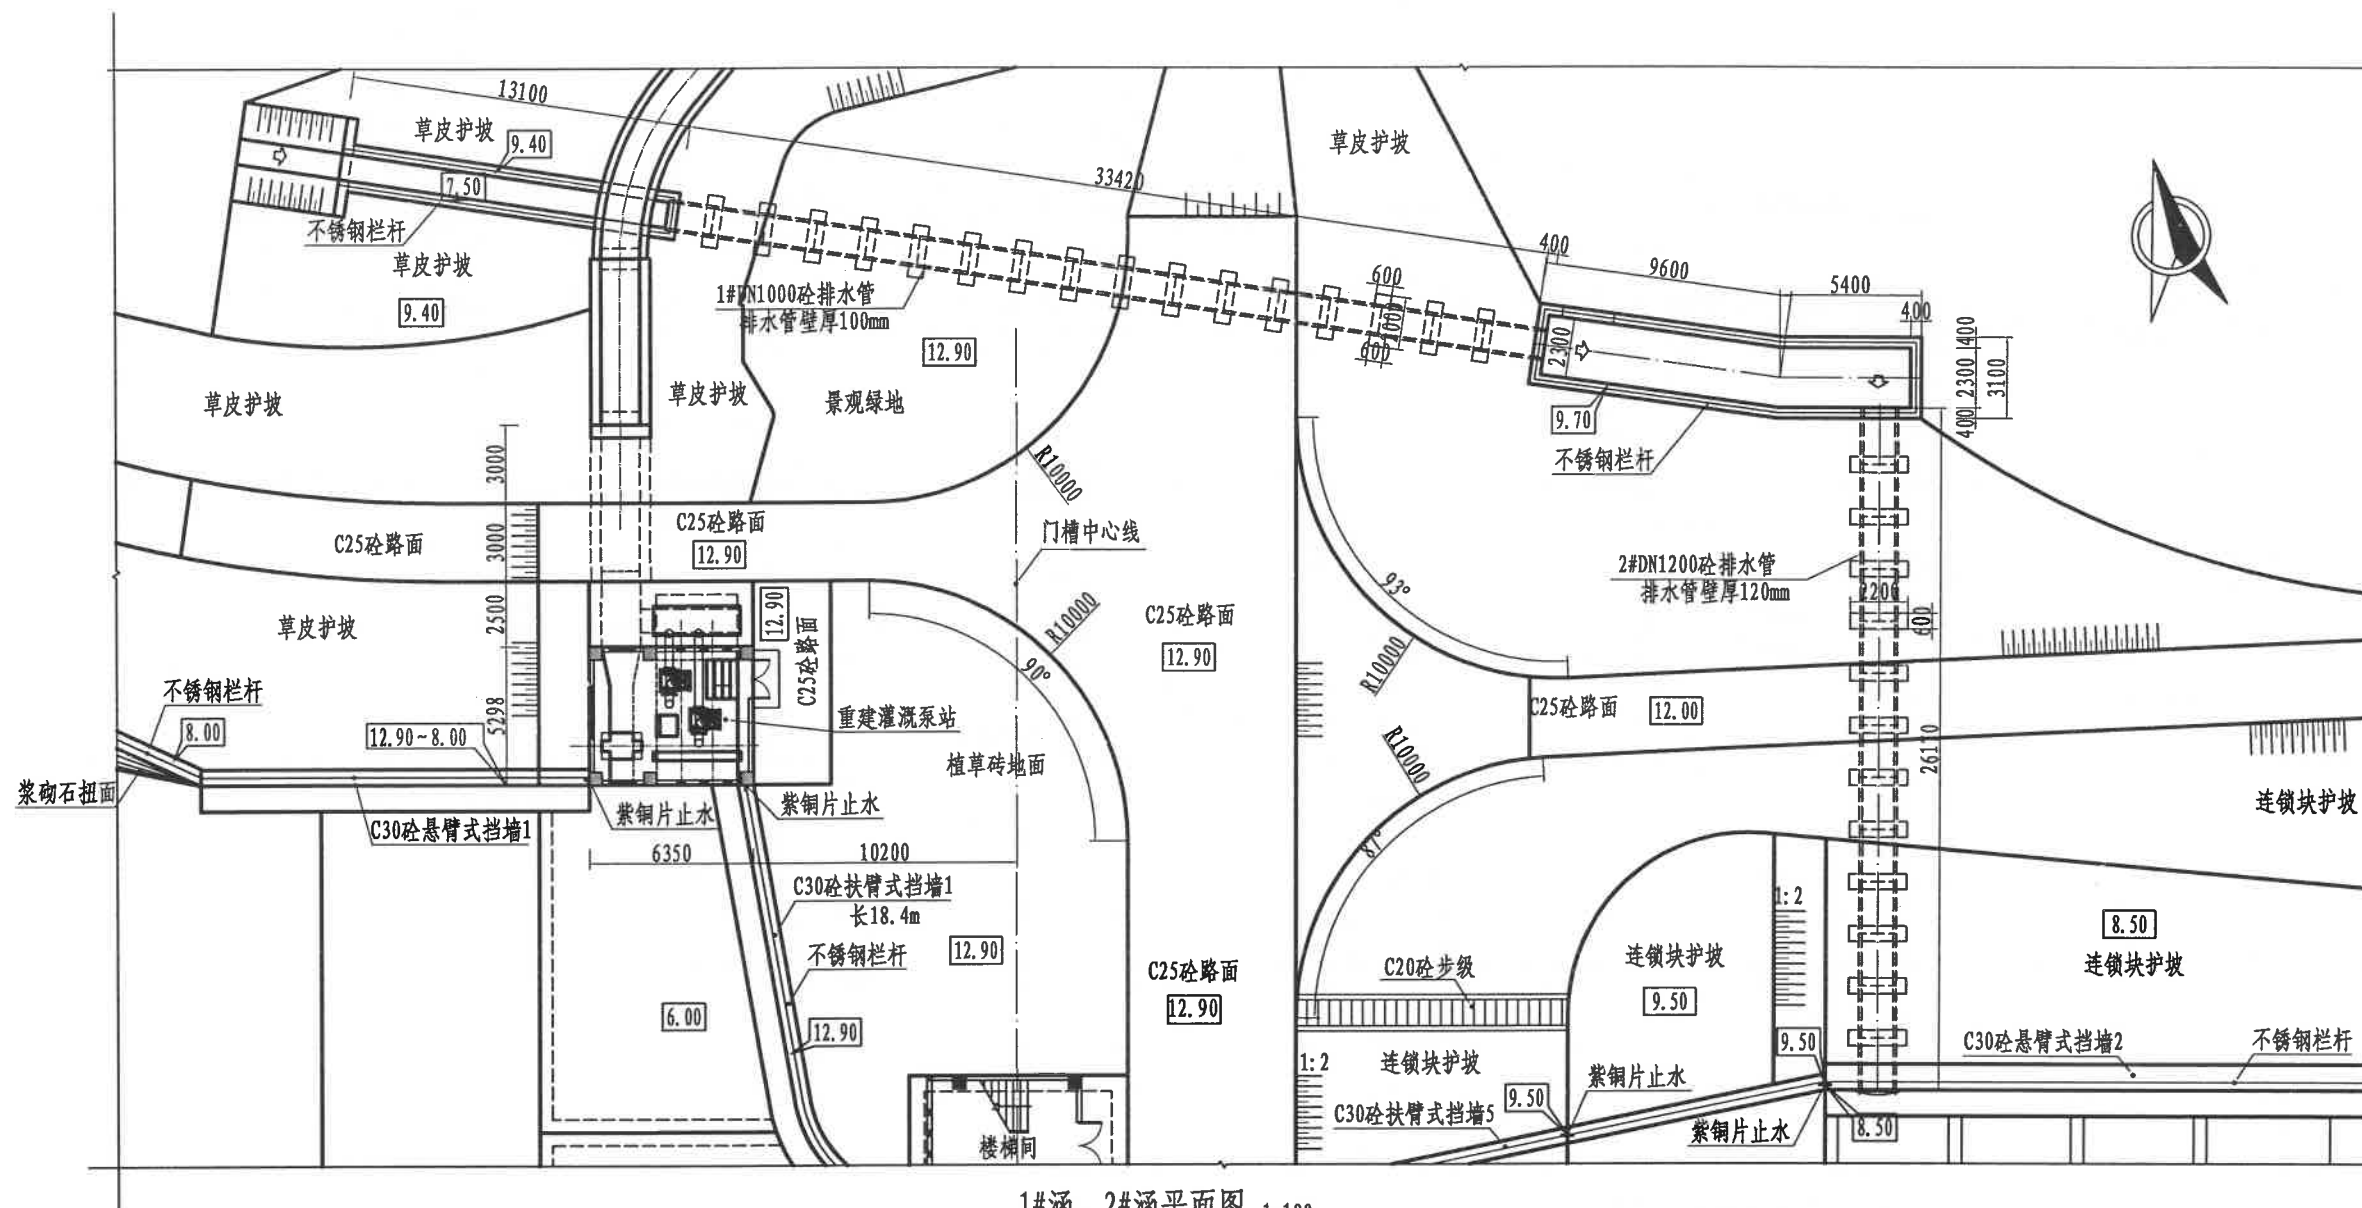 13100
草皮护坡
9.40
7.50
不锈钢栏杆
草皮护坡
9.40
33420
草皮护坡
1#DN1000砼排水管
排水管壁厚100mm
12.90
景观绿地
草皮护坡
草皮护坡
400
9600
5400
400
600
1000
600
2300
400
2300
3100
400
9.70
不锈钢栏杆
3000
3000
2500
5298
C25砼路面
C25砼路面
12.90
R10000
门槽中心线
93°
R10000
2#DN1200砼排水管
排水管壁厚120mm
2200
600
26170
草皮护坡
12.90
C25砼路面
R10000
90°
C25砼路面
12.90
C25砼路面
12.00
不锈钢栏杆
8.00
12.90~8.00
重建灌溉泵站
植草砖地面
R10000
87°
连锁块护坡
浆砌石扭面
C30砼悬臂式挡墙1
紫铜片止水
紫铜片止水
6350
10200
C30砼扶臂式挡墙1
长18.4m
不锈钢栏杆
12.90
6.00
12.90
C25砼路面
12.90
C20砼步级
连锁块护坡
9.50
1:2
8.50
连锁块护坡
1:2
连锁块护坡
9.50
C30砼悬臂式挡墙2
不锈钢栏杆
9.50
紫铜片止水
C30砼扶臂式挡墙5
紫铜片止水
8.50
楼梯间
1#涵、2#涵平面图